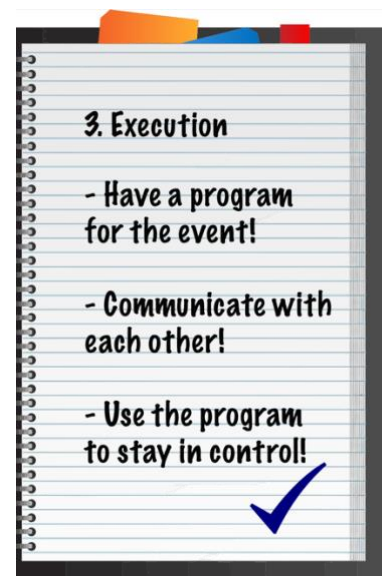 3. Execution
- Have a program
for the event!
- Communicate with
each other!
- Use the program
to stay in control!